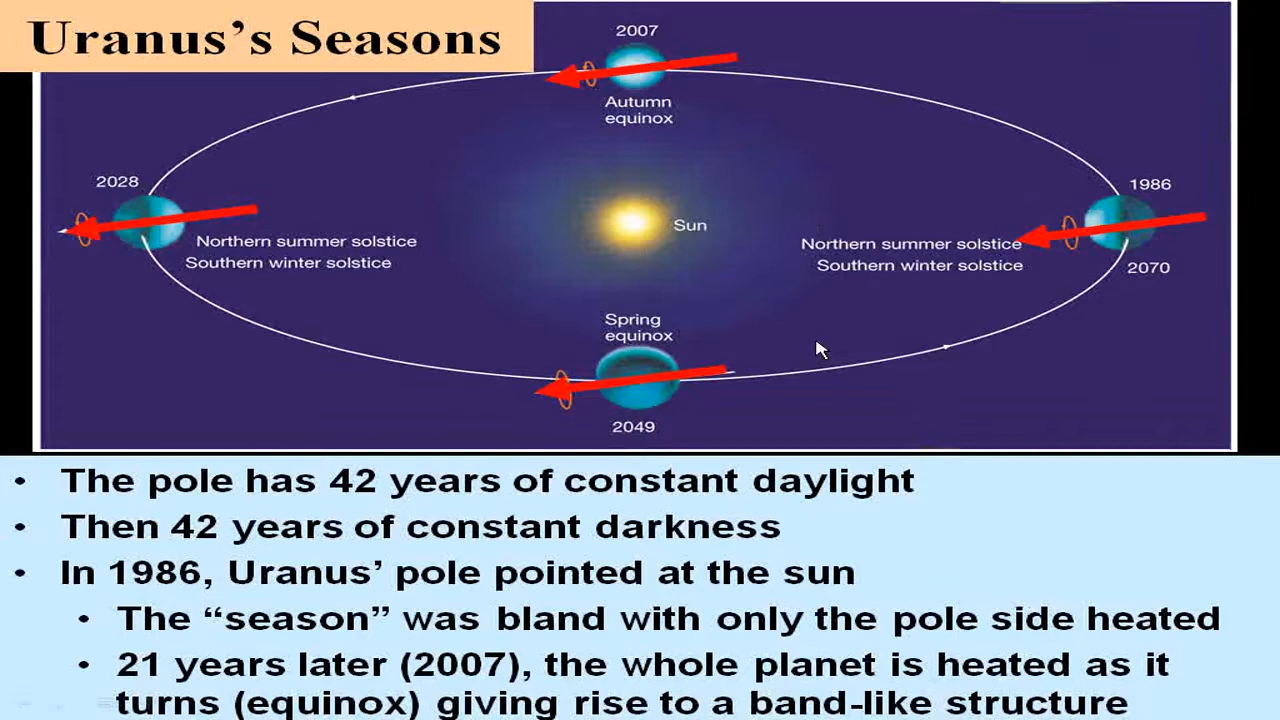 Uranus's Seasons
2007
Autumn
equinox
2028
1986
Sun
Northern summer solstice
Southern winter solstice
Northern summer solstice
Southern winter solstice
2070
Spring
equinox
2049
• The pole has 42 years of constant daylight
• Then 42 years of constant darkness
• In 1986, Uranus’ pole pointed at the sun
• The “season” was bland with only the pole side heated
• 21 years later (2007), the whole planet is heated as it
turns (equinox) giving rise to a band-like structure